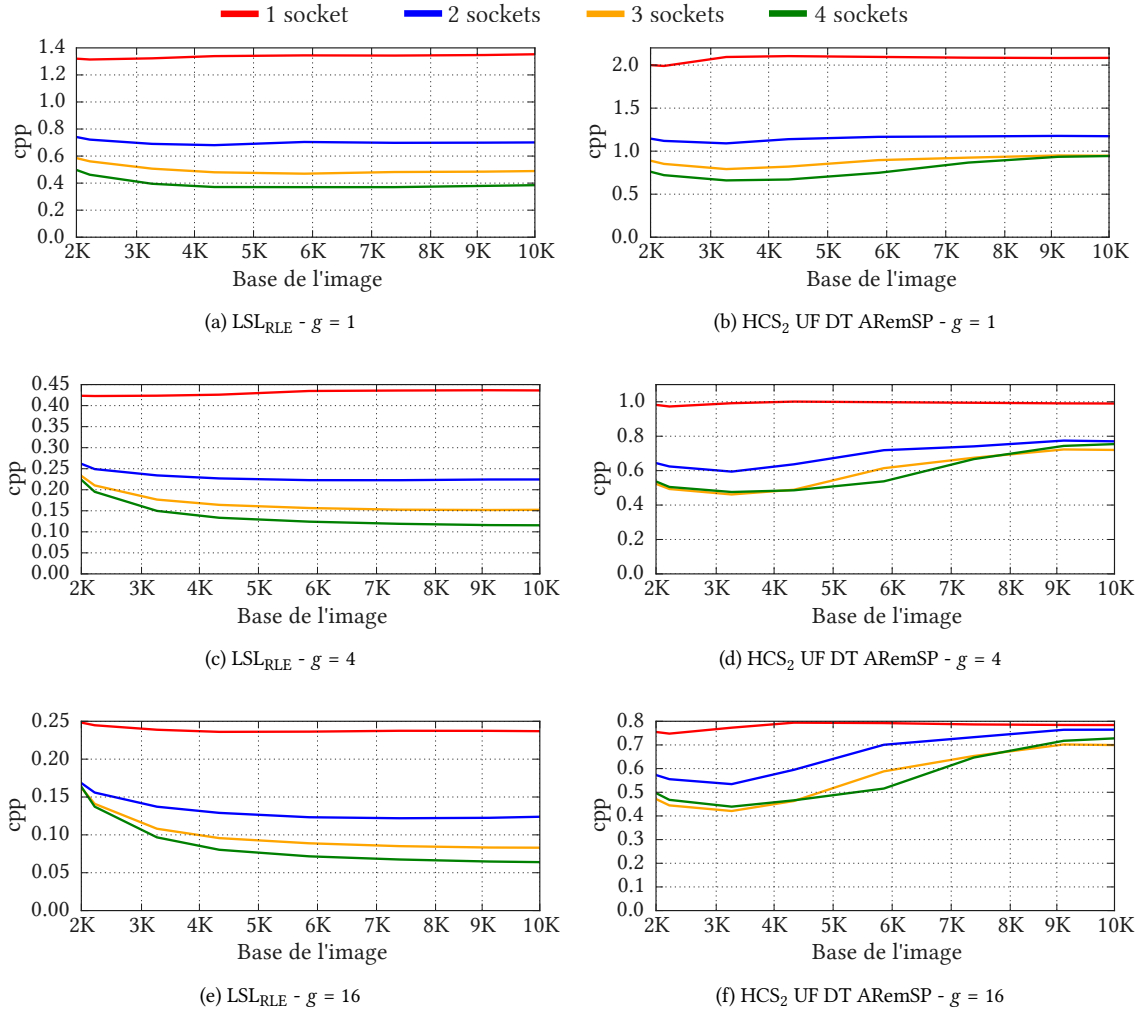 1 socket 2 sockets 3 sockets 4 sockets
1.4
1.2
1.0
0.8
0.6
0.4
0.2
0.0
cpp
2K 3K 4K 5K 6K 7K 8K 9K 10K
Base de l'image
(a) LSL_RLE - g = 1
2.0
1.5
1.0
0.5
0.0
cpp
2K 3K 4K 5K 6K 7K 8K 9K 10K
Base de l'image
(b) HCS₂ UF DT ARemSP - g = 1
0.45
0.40
0.35
0.30
0.25
0.20
0.15
0.10
0.05
0.00
cpp
2K 3K 4K 5K 6K 7K 8K 9K 10K
Base de l'image
(c) LSL_RLE - g = 4
1.0
0.8
0.6
0.4
0.2
0.0
cpp
2K 3K 4K 5K 6K 7K 8K 9K 10K
Base de l'image
(d) HCS₂ UF DT ARemSP - g = 4
0.25
0.20
0.15
0.10
0.05
0.00
cpp
2K 3K 4K 5K 6K 7K 8K 9K 10K
Base de l'image
(e) LSL_RLE - g = 16
0.8
0.7
0.6
0.5
0.4
0.3
0.2
0.1
0.0
cpp
2K 3K 4K 5K 6K 7K 8K 9K 10K
Base de l'image
(f) HCS₂ UF DT ARemSP - g = 16